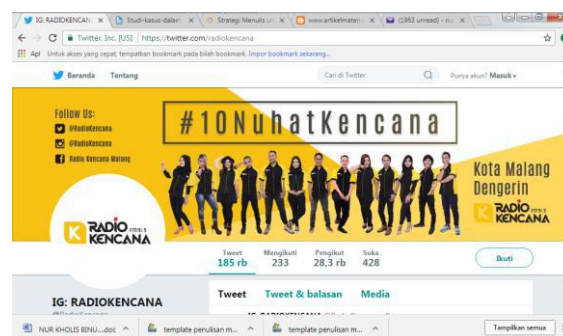 IG: RADIOKENCANA
Studi-kasus-dalam
Strategi Menulis
www.artikelmateri.
(1963 unread)
Twitter, Inc. [US] | https://twitter.com/radiokencana
Apl Untuk akses yang cepat, tempatkan bookmark pada bilah bookmark. Impor bookmark sekarang...
Beranda Tentang Cari di Twitter Punya akun? Masuk
Follow Us:
@RadioKencana
@RadioKencana
Radio Kencana Malang
#10NuhatKencana
Kota Malang
Dengerin
RADIO
KENCANA
RADIO
KENCANA
Tweet Mengikuti Pengikut Suka
185 rb 233 28,3 rb 428
Ikuti
IG: RADIOKENCANA
Tweet Tweet & balasan Media
NUR KHOLIS BINU....doc
template penulisan m...
template penulisan m...
Tampilkan semua